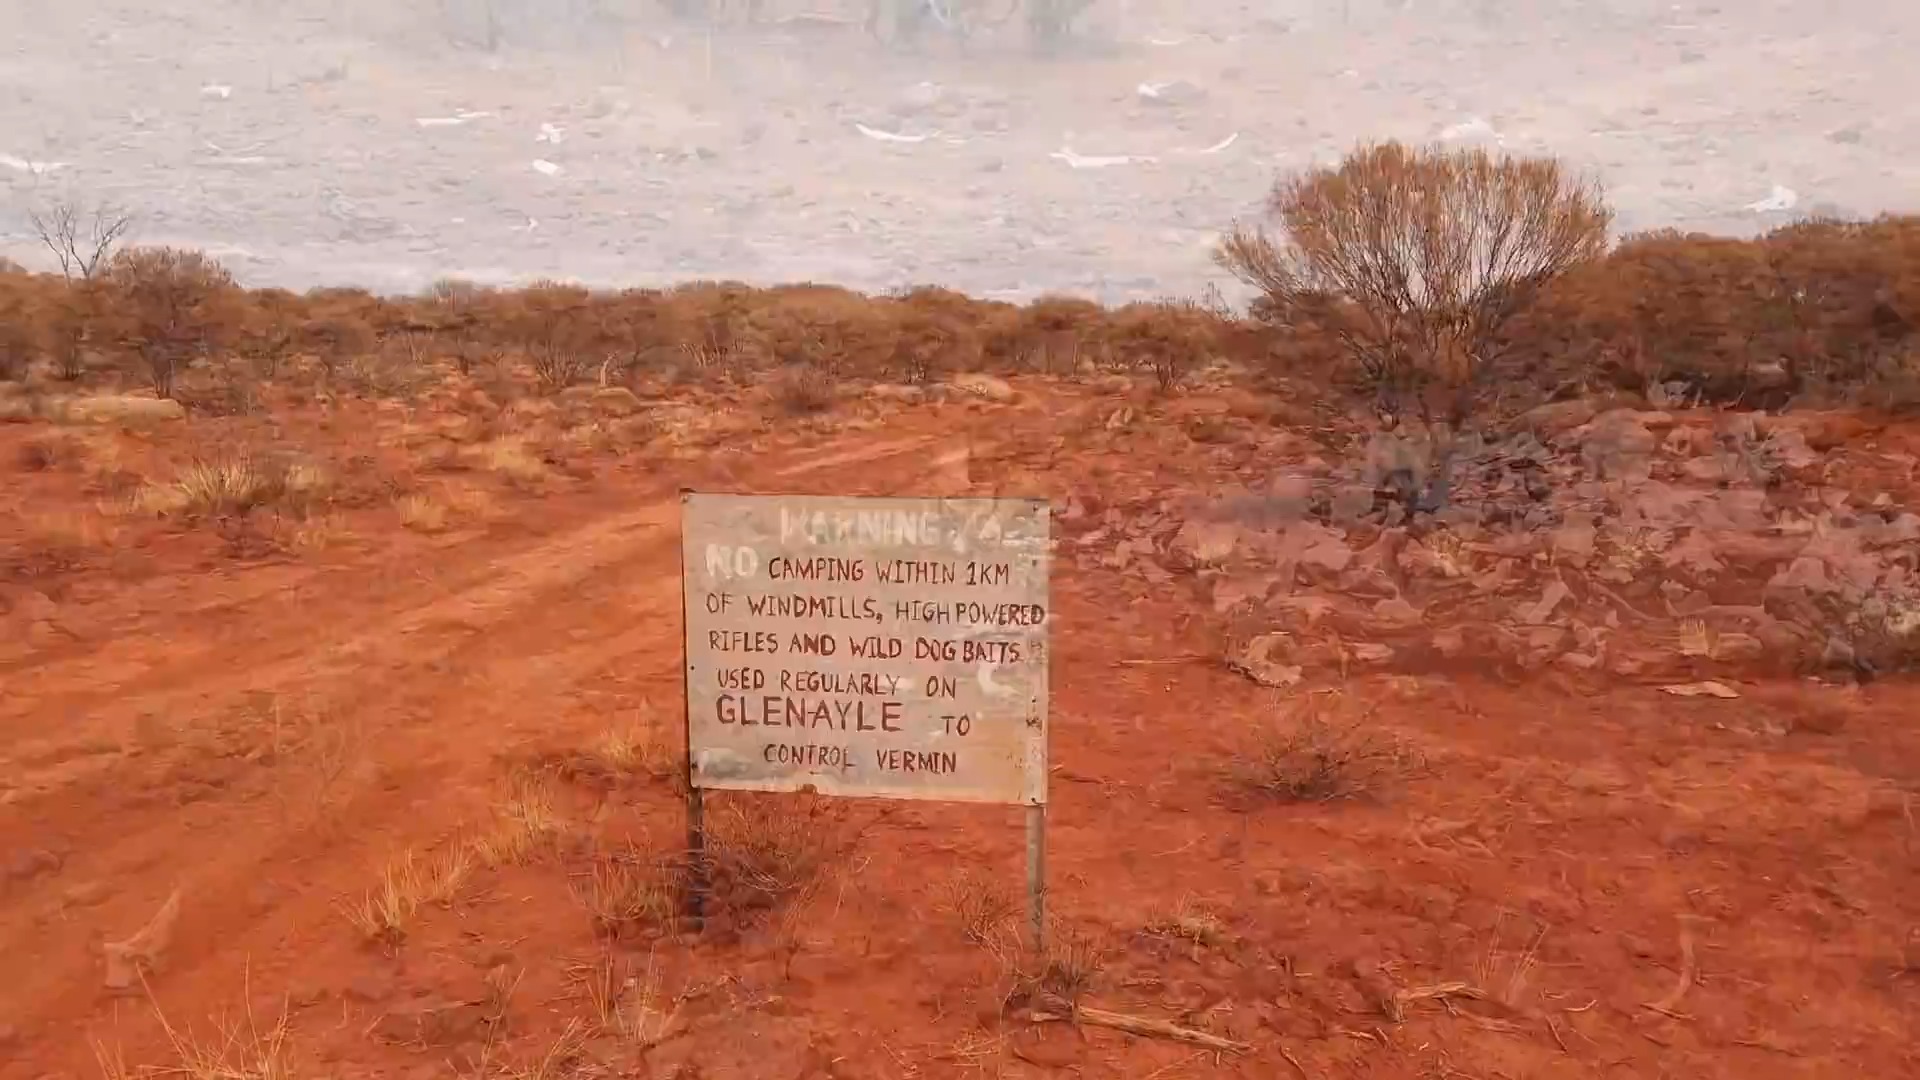 WARNING
NO CAMPING WITHIN 1KM
OF WINDMILLS, HIGH POWERED
RIFLES AND WILD DOG BAITS
USED REGULARLY ON
GLEN-AYLE TO
CONTROL VERMIN